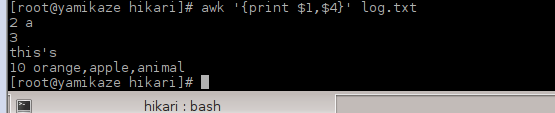 [root@yamikaze hikari]# awk '{print $1,$4}' log.txt
2 a
3
this's
10 orange,apple,animal
[root@yamikaze hikari]#
hikari : bash